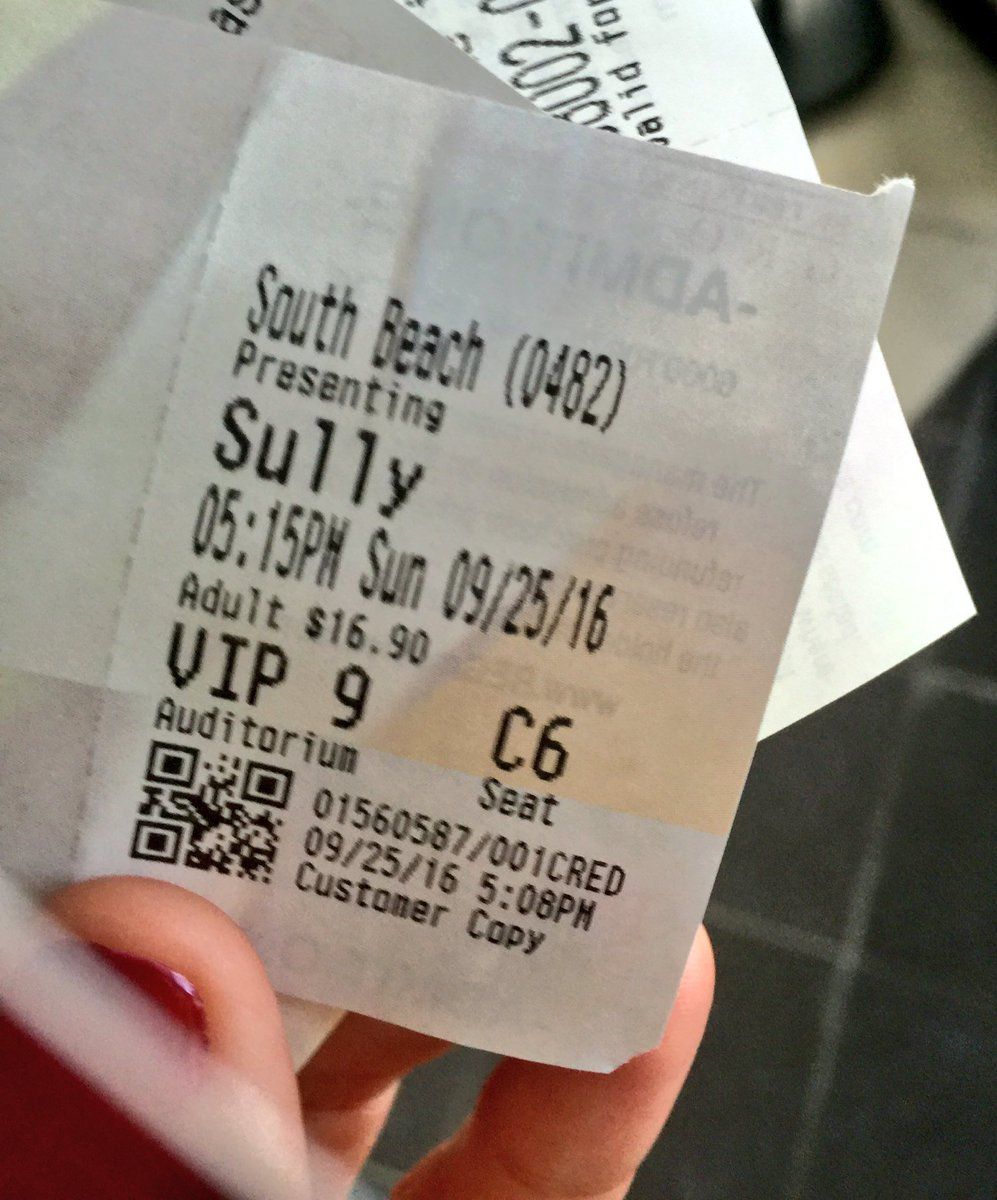 South Beach (0482)
Presenting
Sully
05:15PM Sun 09/25/16
Adult $16.90
VIP 9
Auditorium
C6
Seat
01560587/001CRED
09/25/16 5:08PM
Customer Copy